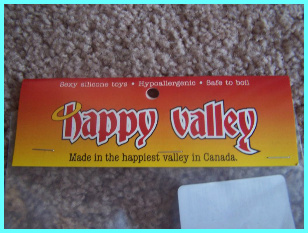 Sexy silicone toys • Hypoallergenic • Safe to boil
happy valley
Made in the happiest valley in Canada.